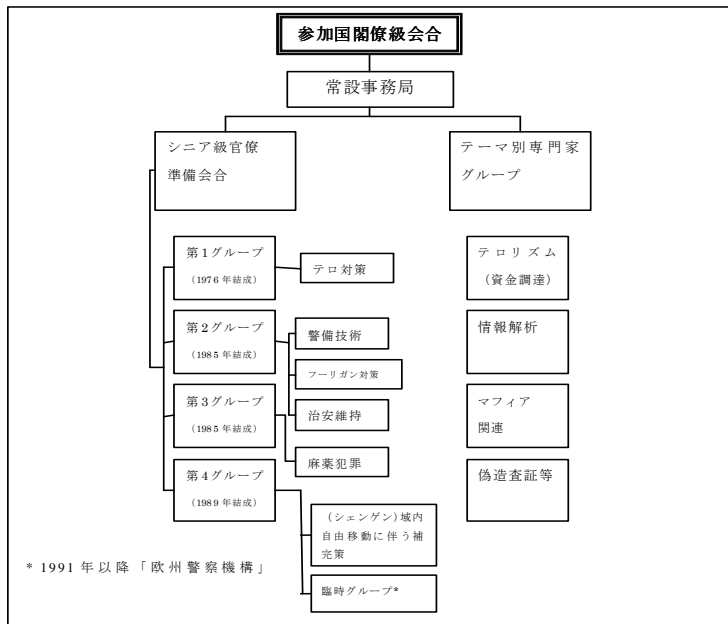 参加国閣僚級会合
常設事務局
シニア級官僚
準備会合
テーマ別専門家
グループ
第1グループ
(1976年結成)
テロ対策
テロリズム
(資金調達)
第2グループ
(1985年結成)
警備技術
フーリガン対策
治安維持
情報解析
第3グループ
(1985年結成)
麻薬犯罪
マフィア
関連
第4グループ
(1989年結成)
偽造査証等
(シェンゲン)域内
自由移動に伴う補
完策
臨時グループ*
* 1991年以降「欧州警察機構」